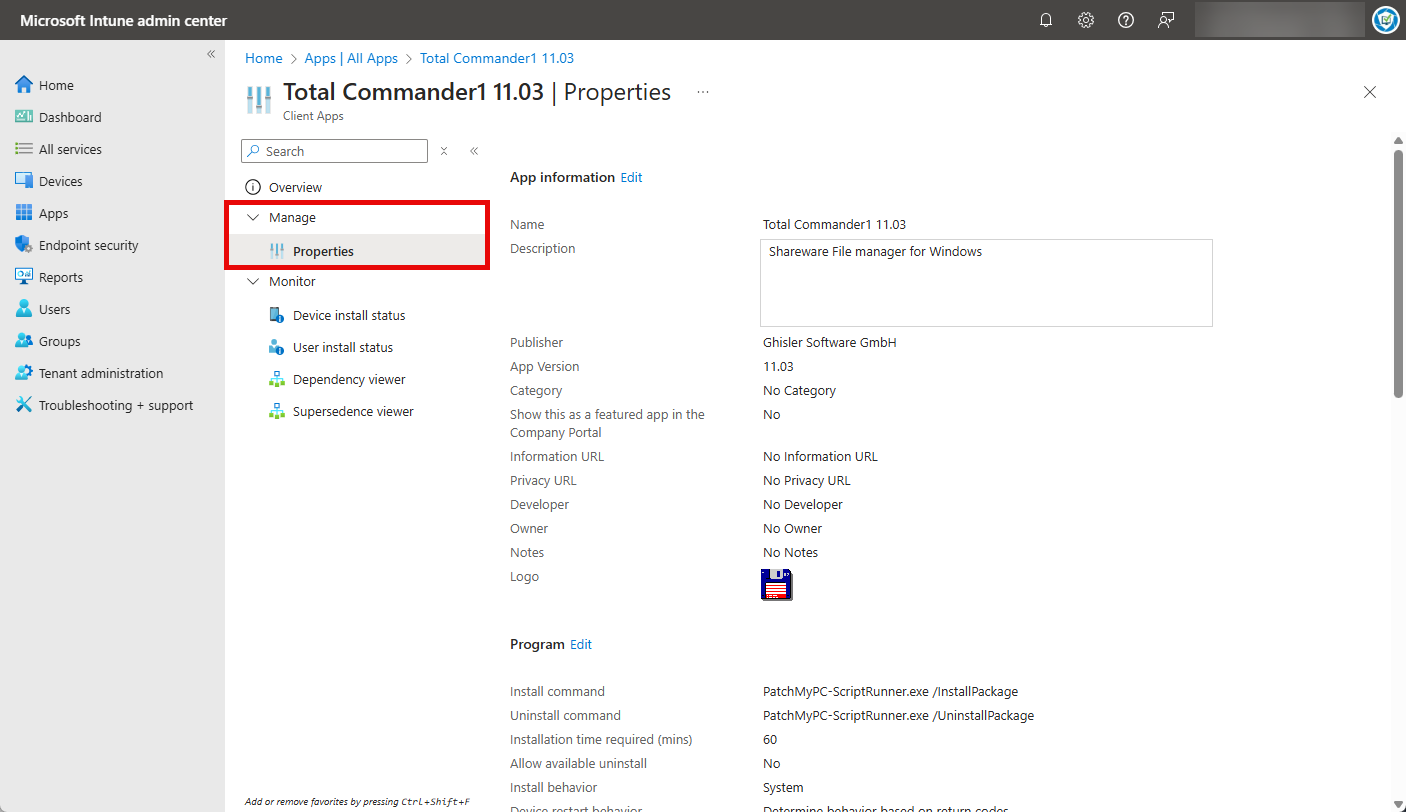 Microsoft Intune admin center
«
Home
Dashboard
All services
Devices
Apps
Endpoint security
Reports
Users
Groups
Tenant administration
Troubleshooting + support
Home > Apps | All Apps > Total Commander1 11.03
Total Commander1 11.03 | Properties ...
Client Apps
Search
«
Overview
Manage
Properties
Monitor
Device install status
User install status
Dependency viewer
Supersedence viewer
Add or remove favorites by pressing Ctrl+Shift+F
App information Edit
Name Total Commander1 11.03
Description Shareware File manager for Windows
Publisher Ghisler Software GmbH
App Version 11.03
Category No Category
Show this as a featured app in the No
Company Portal
Information URL No Information URL
Privacy URL No Privacy URL
Developer No Developer
Owner No Owner
Notes No Notes
Logo
Program Edit
Install command PatchMyPC-ScriptRunner.exe /InstallPackage
Uninstall command PatchMyPC-ScriptRunner.exe /UninstallPackage
Installation time required (mins) 60
Allow available uninstall No
Install behavior System
Device restart behavior Determine behavior based on return codes